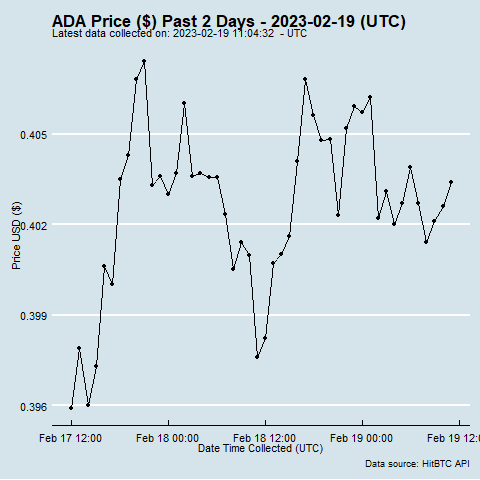 ADA Price ($) Past 2 Days - 2023-02-19 (UTC)
Latest data collected on: 2023-02-19 11:04:32 - UTC
0.405
0.402
0.399
0.396
Price USD ($)
Feb 17 12:00 Feb 18 00:00 Feb 18 12:00 Feb 19 00:00 Feb 19 12:
Date Time Collected (UTC)
Data source: HitBTC API